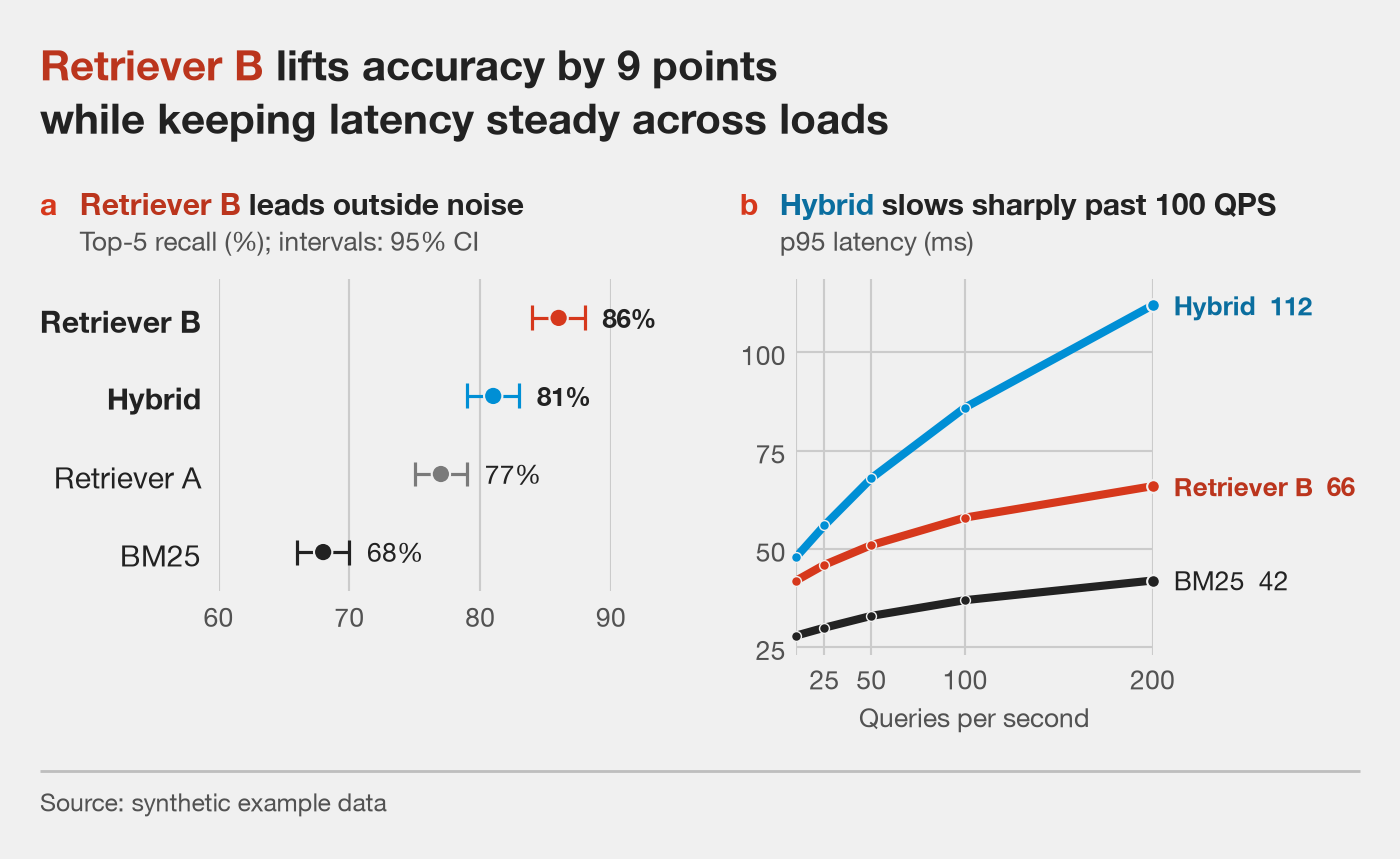 Retriever B lifts accuracy by 9 points
while keeping latency steady across loads
a Retriever B leads outside noise
Top-5 recall (%); intervals: 95% CI
Retriever B 86%
Hybrid 81%
Retriever A 77%
BM25 68%
60 70 80 90
b Hybrid slows sharply past 100 QPS
p95 latency (ms)
Hybrid 112
100
75
Retriever B 66
50
BM25 42
25
25 50 100 200
Queries per second
Source: synthetic example data